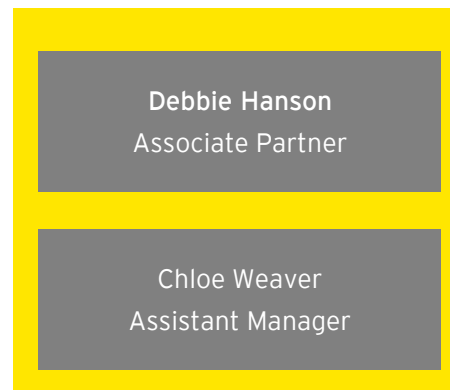 Debbie Hanson
Associate Partner
Chloe Weaver
Assistant Manager